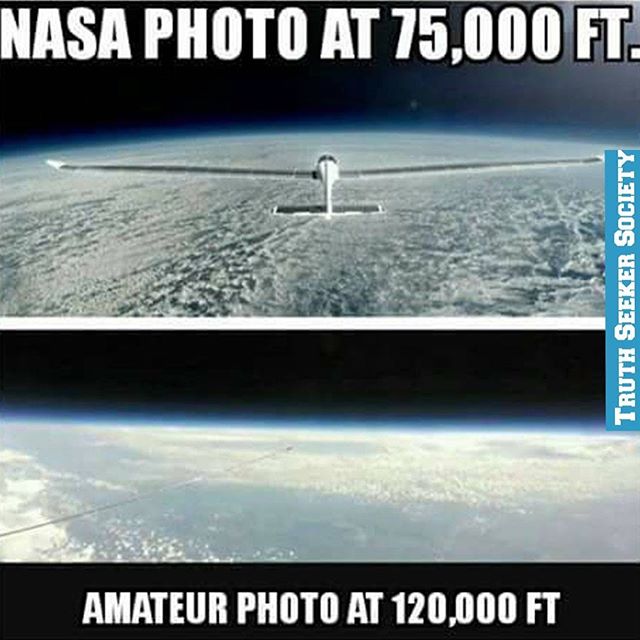 NASA PHOTO AT 75,000 FT.
TRUTH SEEKER SOCIETY
AMATEUR PHOTO AT 120,000 FT